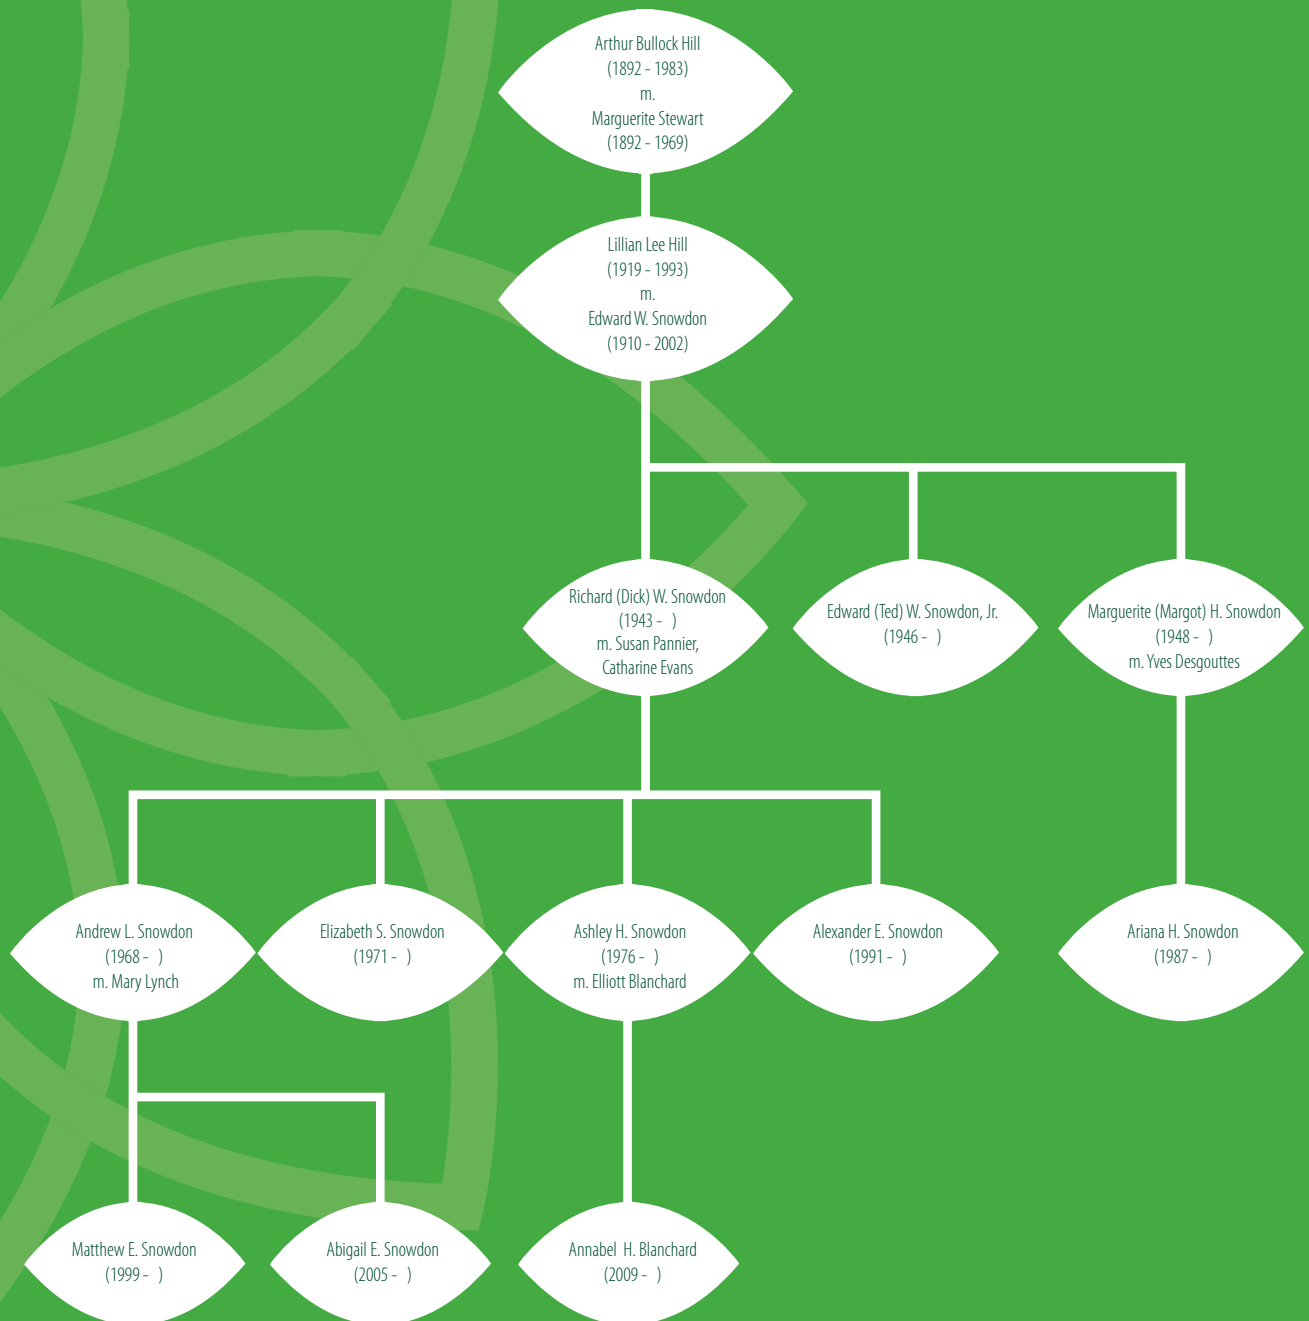 Arthur Bullock Hill
(1892 - 1983)
m.
Marguerite Stewart
(1892 - 1969)
Lillian Lee Hill
(1919 - 1993)
m.
Edward W. Snowdon
(1910 - 2002)
Richard (Dick) W. Snowdon
(1943 -   )
m. Susan Pannier,
Catharine Evans
Edward (Ted) W. Snowdon, Jr.
(1946 -   )
Marguerite (Margot) H. Snowdon
(1948 -   )
m. Yves Desgouttes
Andrew L. Snowdon
(1968 -   )
m. Mary Lynch
Elizabeth S. Snowdon
(1971 -   )
Ashley H. Snowdon
(1976 -   )
m. Elliott Blanchard
Alexander E. Snowdon
(1991 -   )
Ariana H. Snowdon
(1987 -   )
Matthew E. Snowdon
(1999 -   )
Abigail E. Snowdon
(2005 -   )
Annabel  H. Blanchard
(2009 -   )